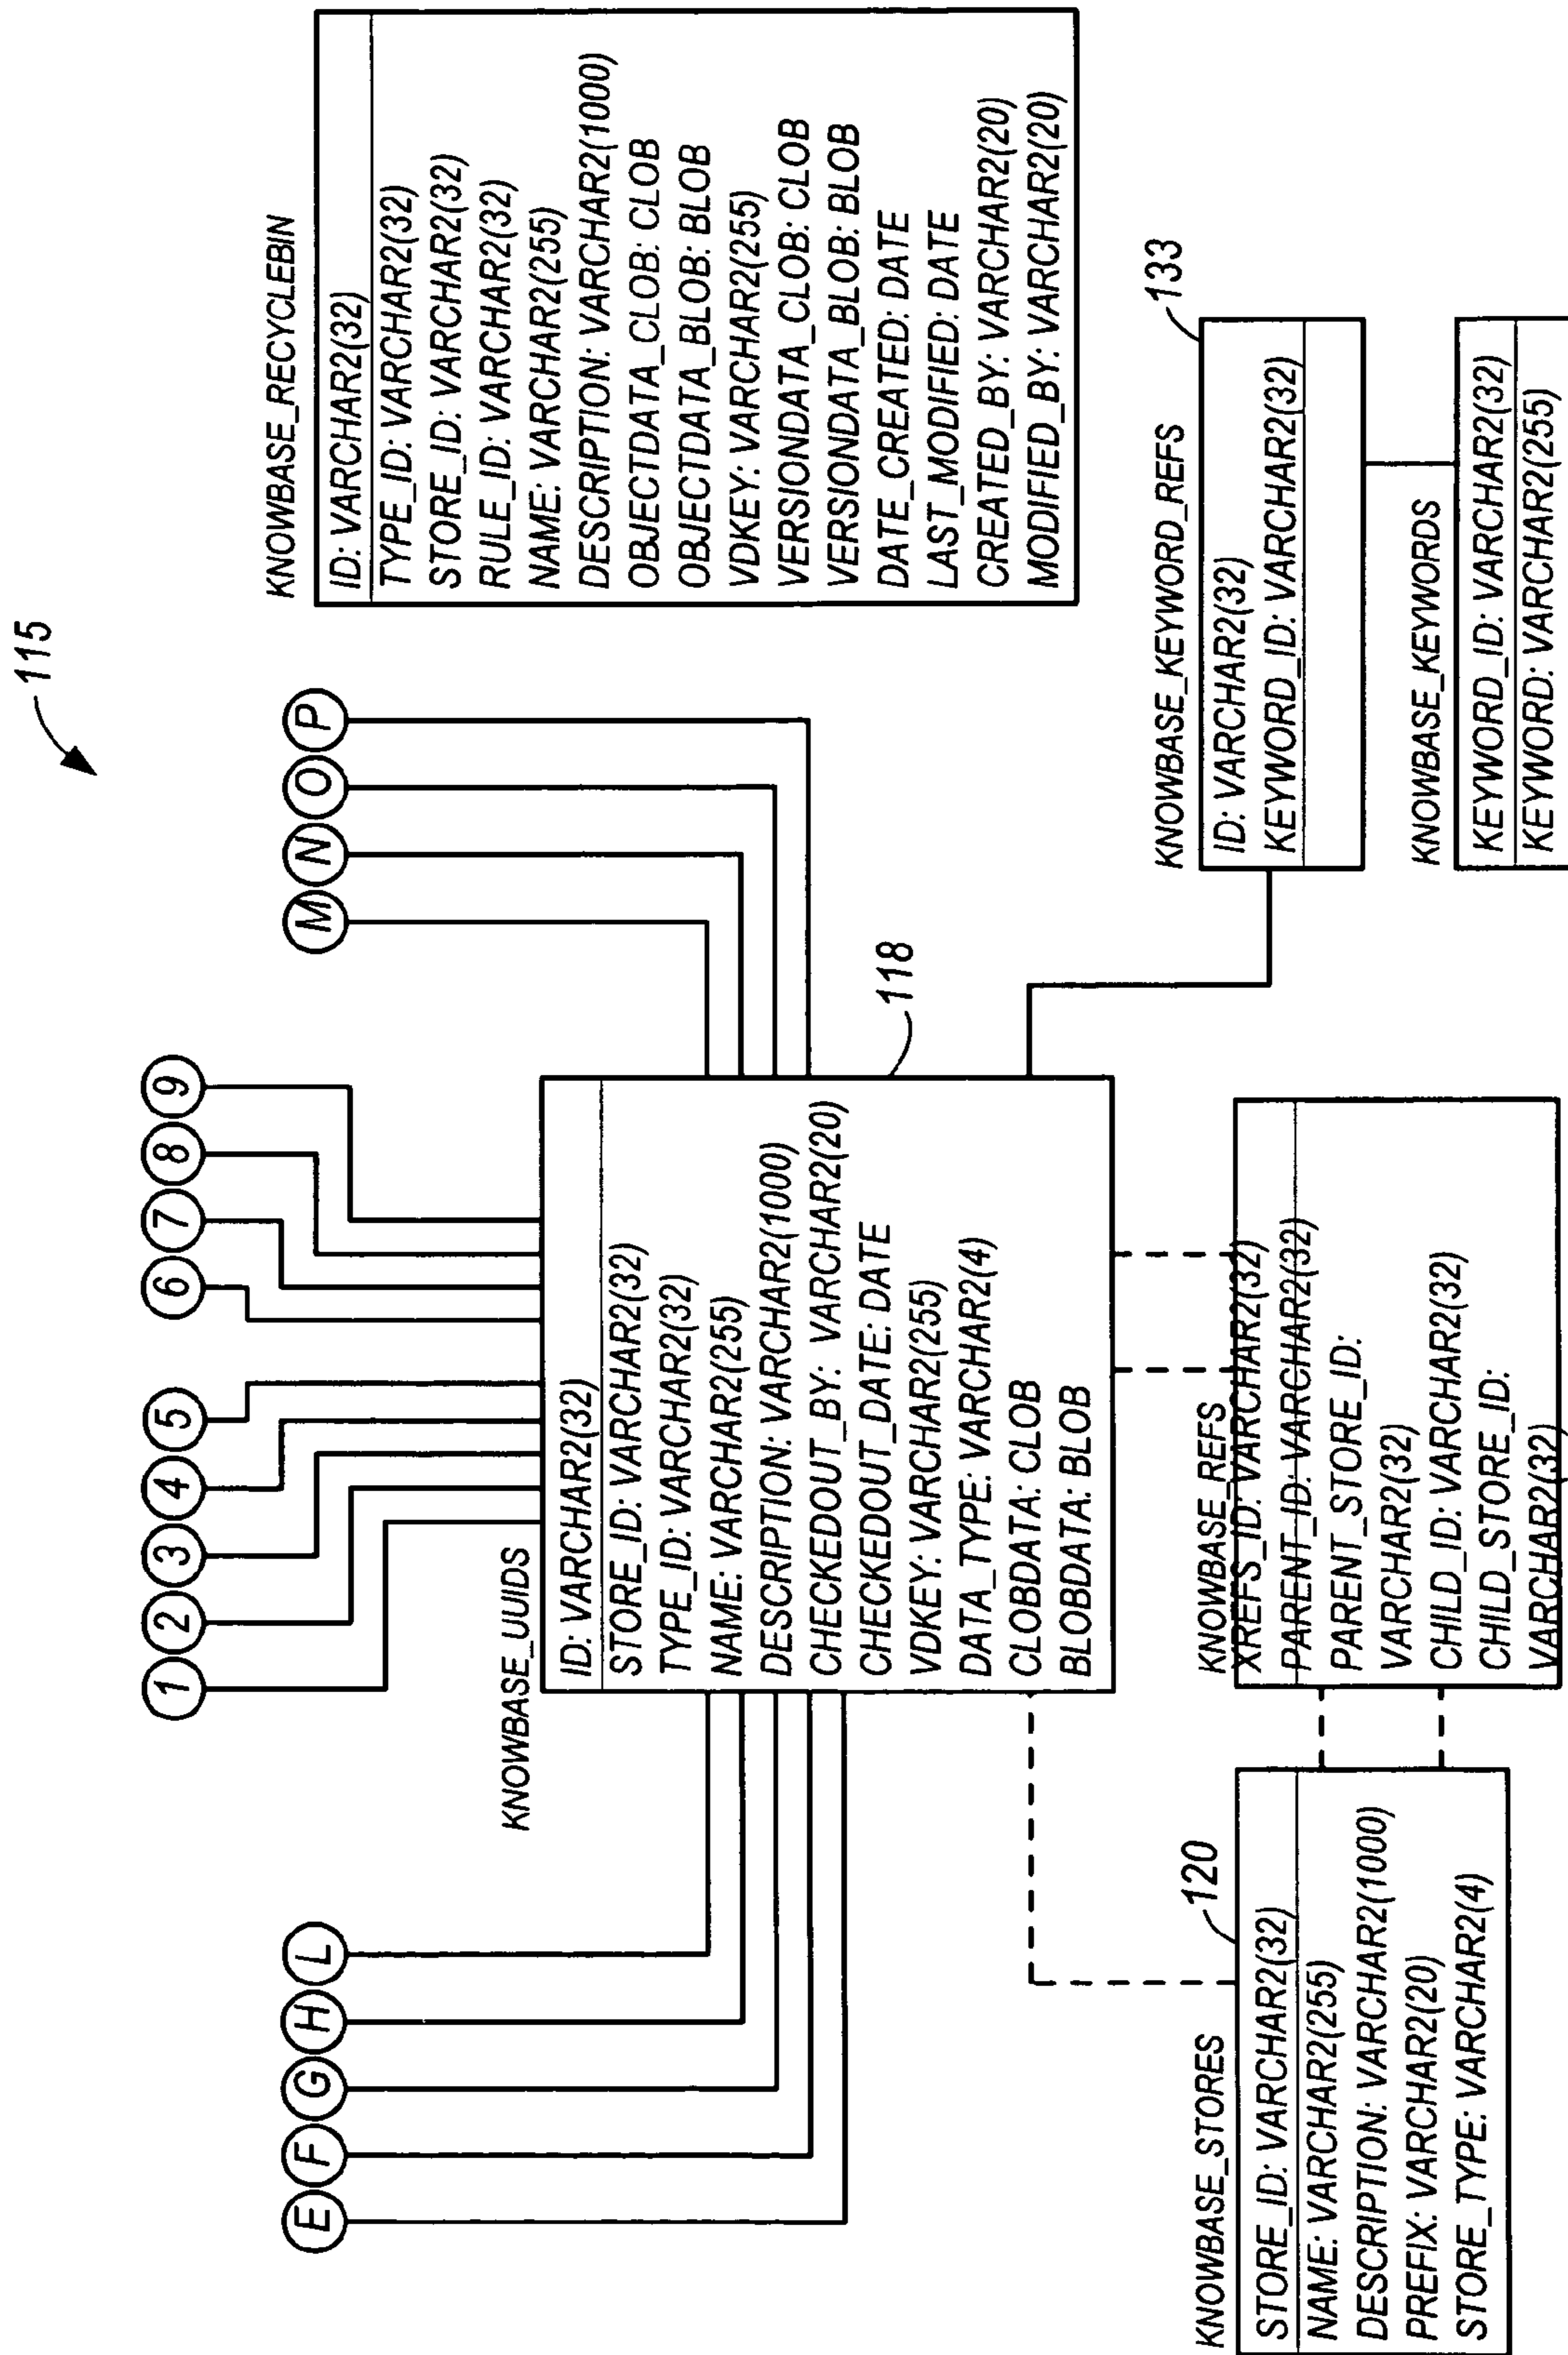 115
1 2 3 4 5 6 7 8 9
E F G H L
M N O P
KNOWBASE_UUIDS
ID: VARCHAR2(32)
STORE_ID: VARCHAR2(32)
TYPE_ID: VARCHAR2(32)
NAME: VARCHAR2(255)
DESCRIPTION: VARCHAR2(1000)
CHECKEDOUT_BY: VARCHAR2(20)
CHECKEDOUT_DATE: DATE
VDKEY: VARCHAR2(255)
DATA_TYPE: VARCHAR2(4)
CLOBDATA: CLOB
BLOBDATA: BLOB
118
KNOWBASE_RECYCLEBIN
ID: VARCHAR2(32)
TYPE_ID: VARCHAR2(32)
STORE_ID: VARCHAR2(32)
RULE_ID: VARCHAR2(32)
NAME: VARCHAR2(255)
DESCRIPTION: VARCHAR2(1000)
OBJECTDATA_CLOB: CLOB
OBJECTDATA_BLOB: BLOB
VDKEY: VARCHAR2(255)
VERSIONDATA_CLOB: CLOB
VERSIONDATA_BLOB: BLOB
DATE_CREATED: DATE
LAST_MODIFIED: DATE
CREATED_BY: VARCHAR2(20)
MODIFIED_BY: VARCHAR2(20)
KNOWBASE_STORES
120
STORE_ID: VARCHAR2(32)
NAME: VARCHAR2(255)
DESCRIPTION: VARCHAR2(1000)
PREFIX: VARCHAR2(20)
STORE_TYPE: VARCHAR2(4)
KNOWBASE_REFS
XREFS_ID: VARCHAR2(32)
PARENT_ID: VARCHAR2(32)
PARENT_STORE_ID:
VARCHAR2(32)
CHILD_ID: VARCHAR2(32)
CHILD_STORE_ID:
VARCHAR2(32)
KNOWBASE_KEYWORD_REFS
133
ID: VARCHAR2(32)
KEYWORD_ID: VARCHAR2(32)
KNOWBASE_KEYWORDS
KEYWORD_ID: VARCHAR2(32)
KEYWORD: VARCHAR2(255)